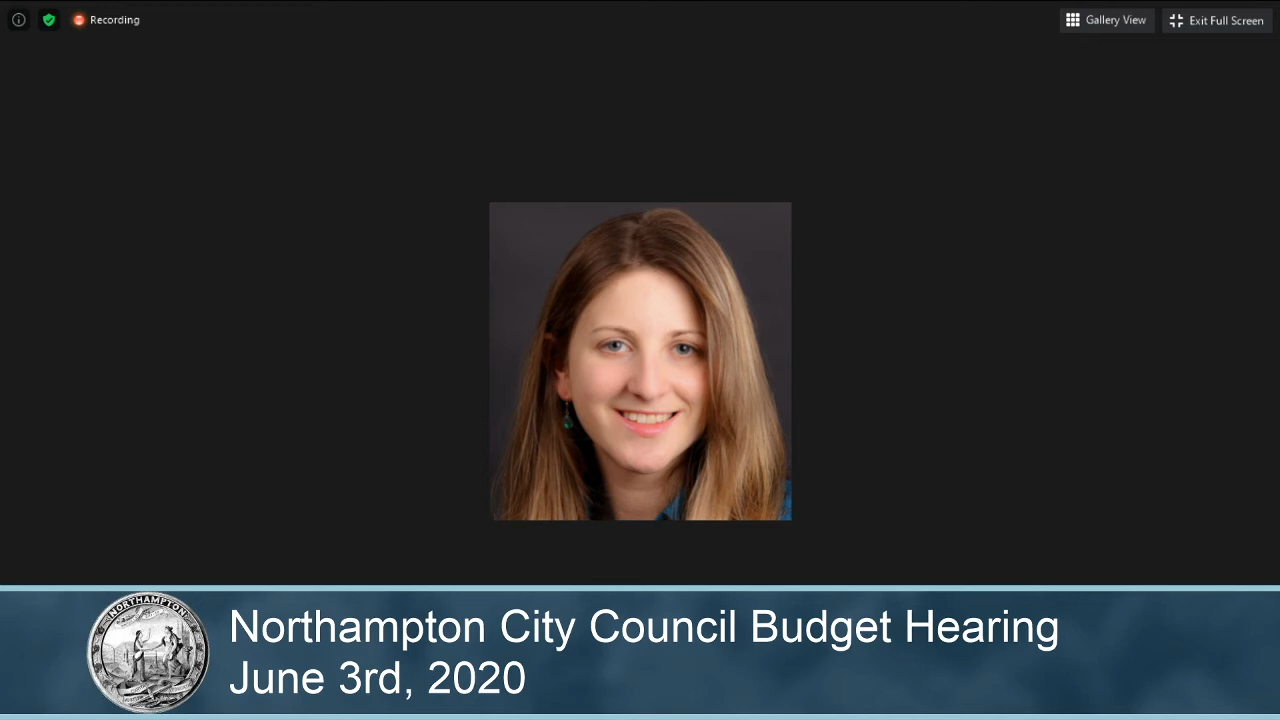 Recording
Gallery View
Exit Full Screen
NORTHAMPTON
Northampton City Council Budget Hearing
June 3rd, 2020